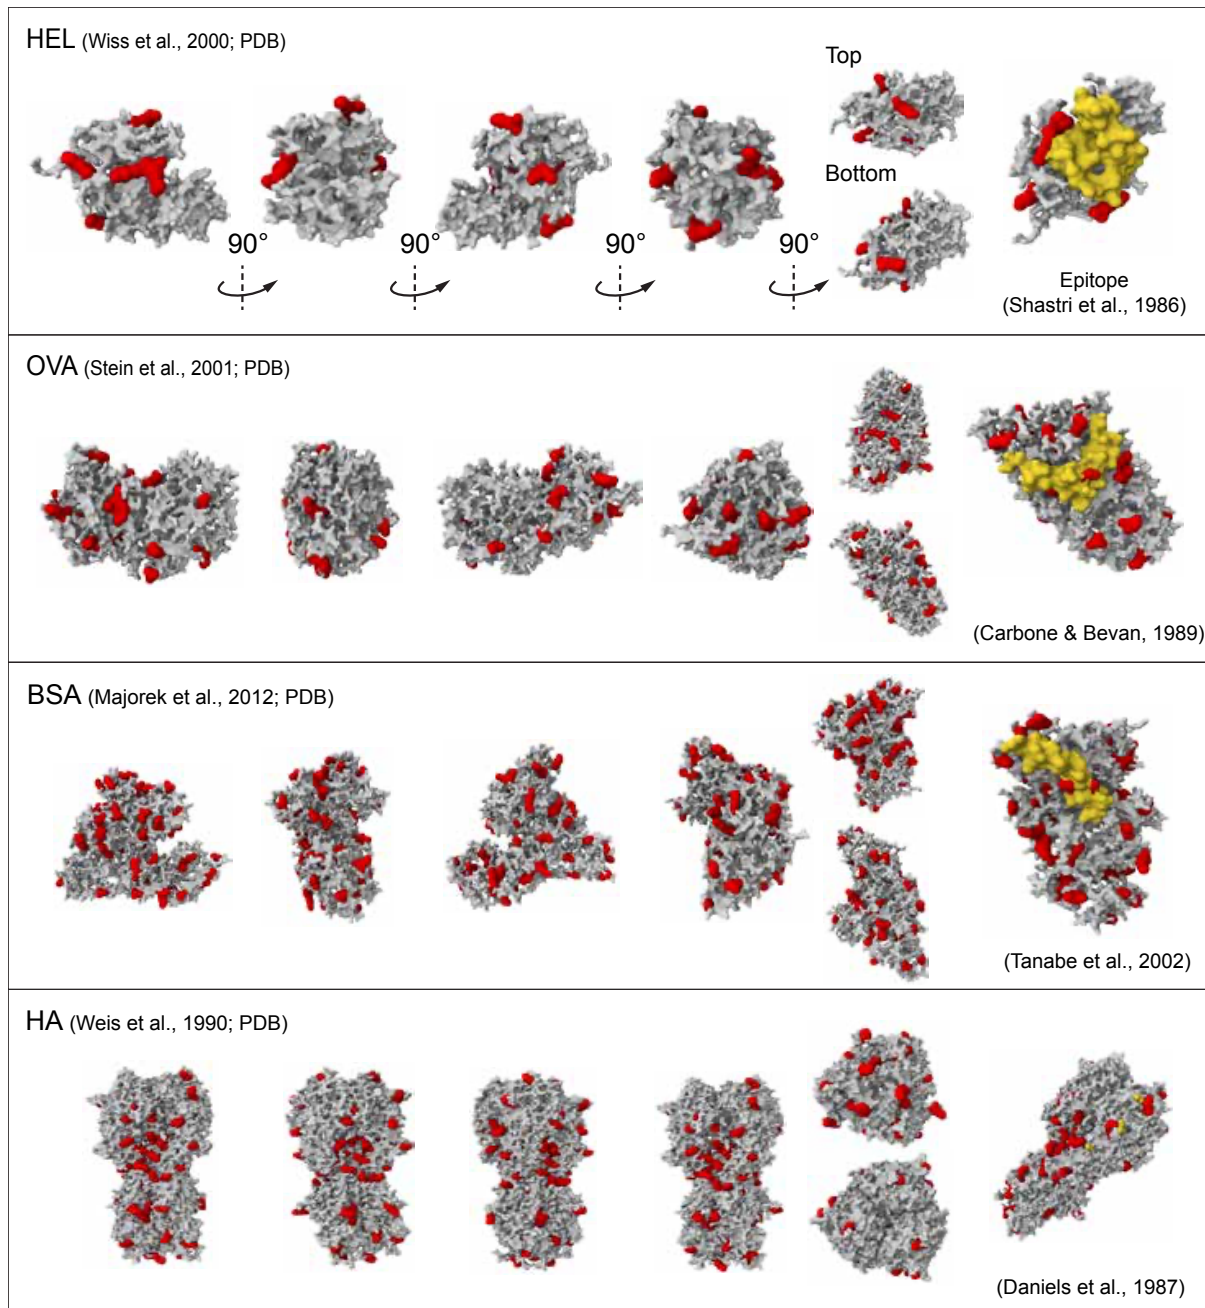 HEL (Wiss et al., 2000; PDB)
Top
Bottom
90°
90°
90°
90°
Epitope
(Shastri et al., 1986)
OVA (Stein et al., 2001; PDB)
(Carbone & Bevan, 1989)
BSA (Majorek et al., 2012; PDB)
(Tanabe et al., 2002)
HA (Weis et al., 1990; PDB)
(Daniels et al., 1987)